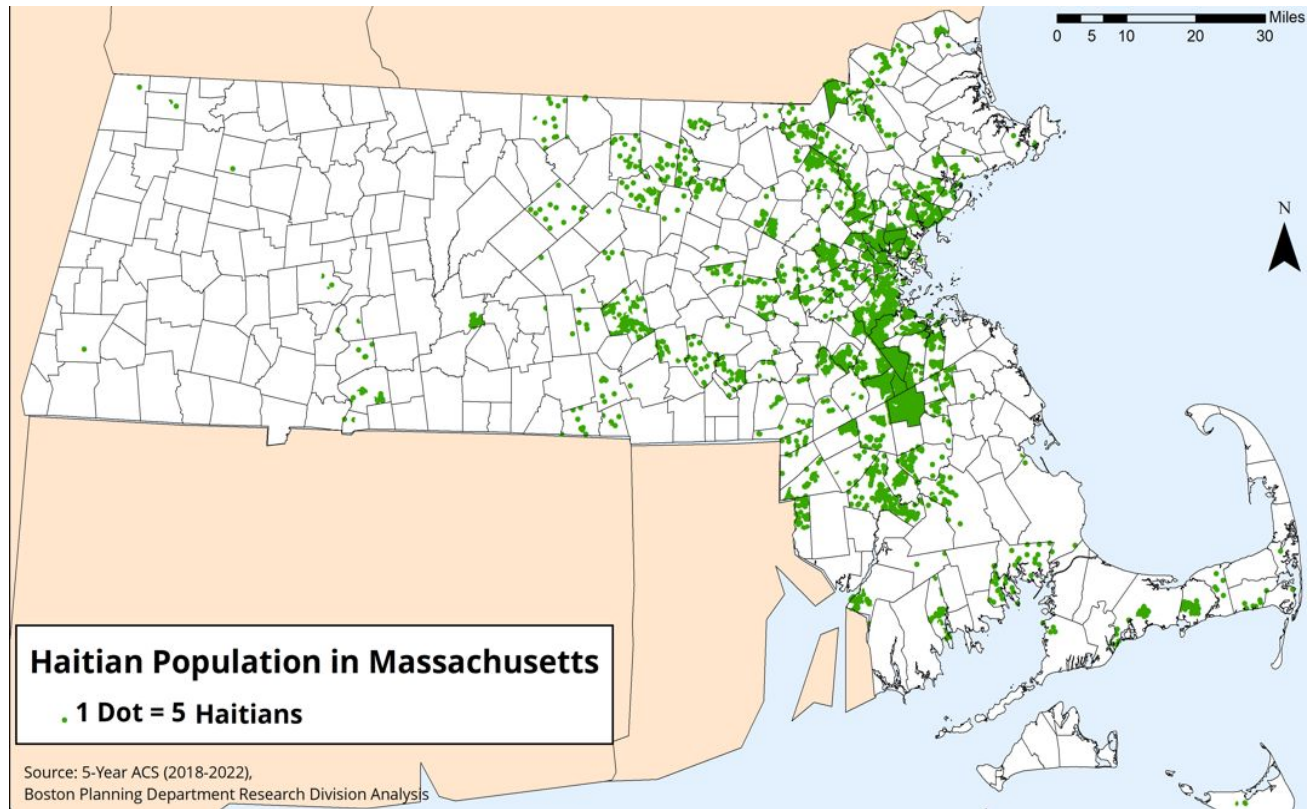 Miles
0 5 10 20 30
N
Haitian Population in Massachusetts
1 Dot = 5 Haitians
Source: 5-Year ACS (2018-2022),
Boston Planning Department Research Division Analysis